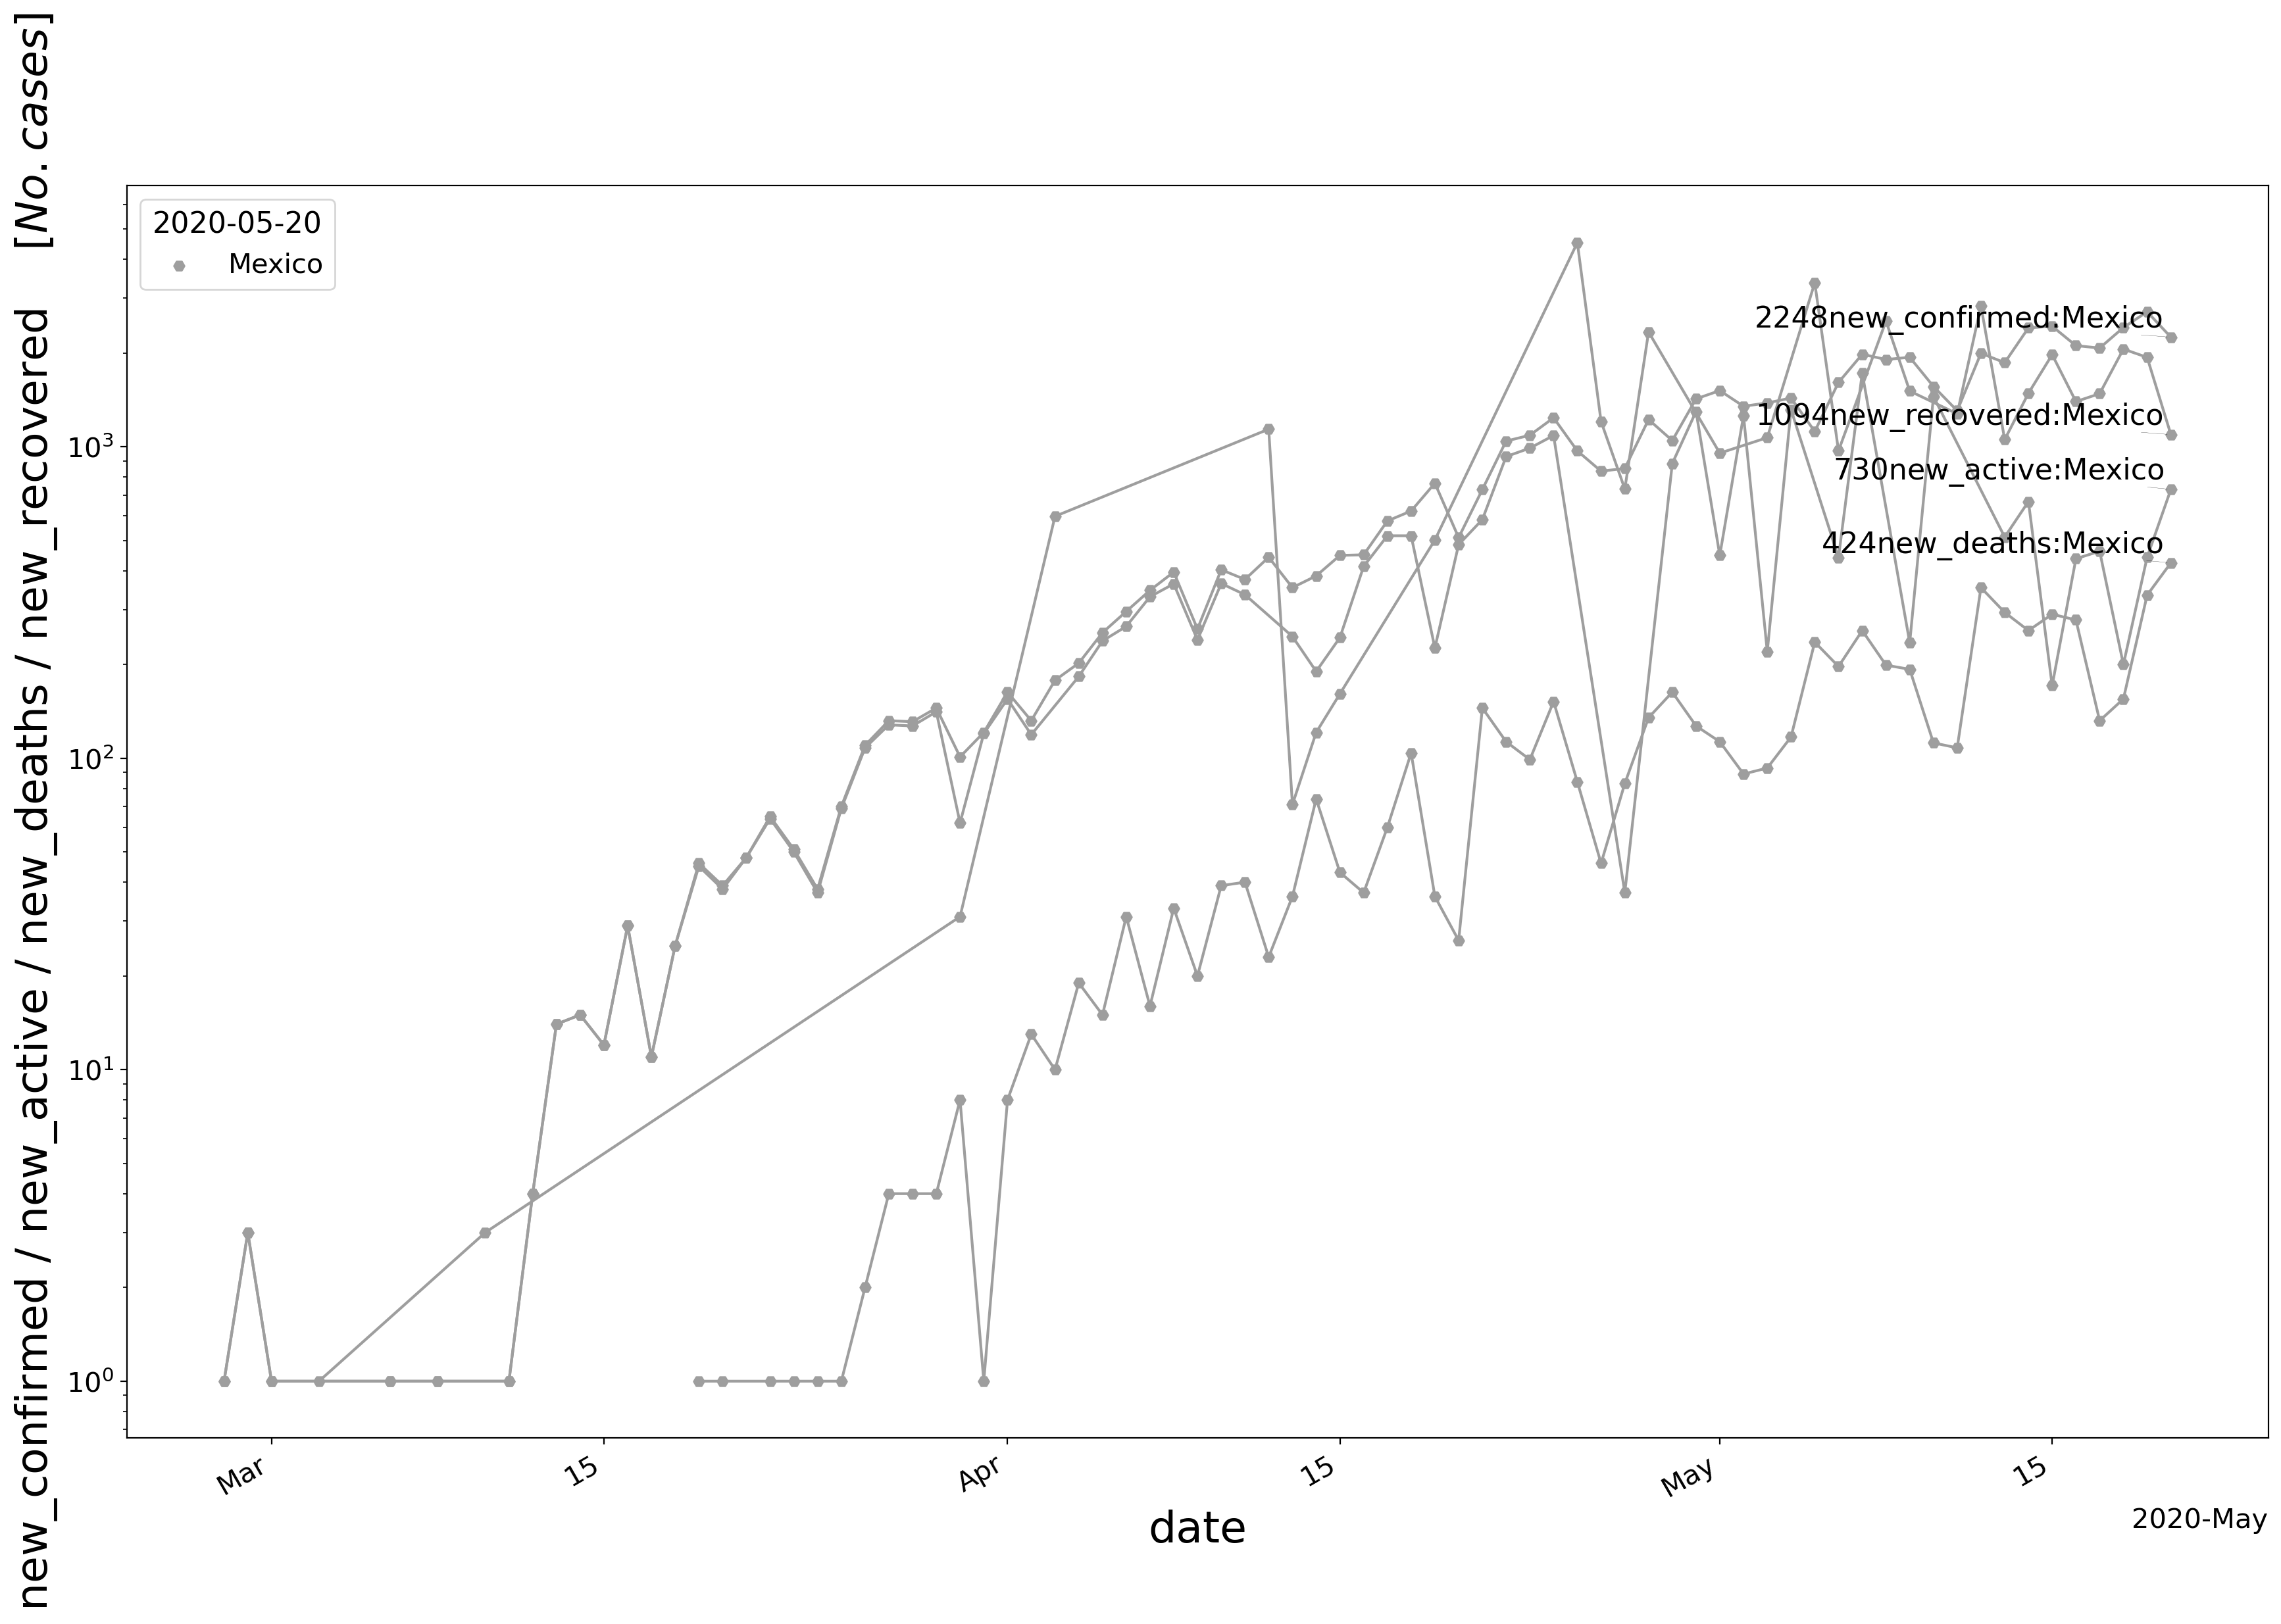 new_confirmed / new_active / new_deaths / new_recovered [No.cases]
2020-05-20
Mexico
2248new_confirmed:Mexico
1094new_recovered:Mexico
730new_active:Mexico
424new_deaths:Mexico
10³
10²
10¹
10⁰
Mar
15
Apr
15
May
15
date
2020-May